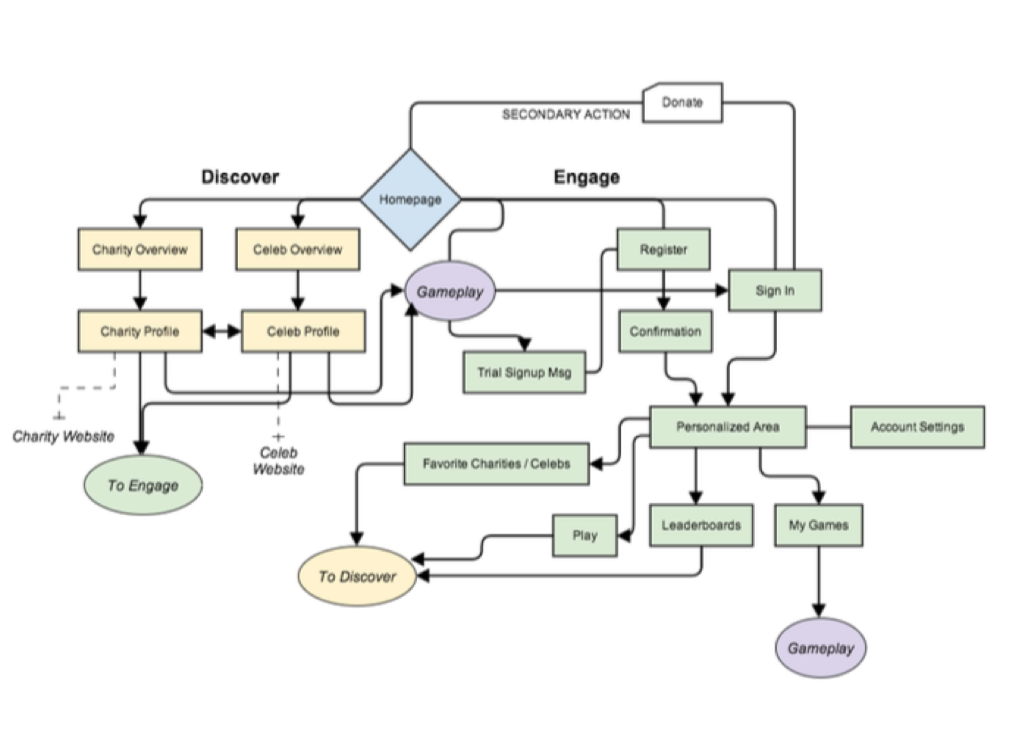 Donate
SECONDARY ACTION
Discover
Engage
Homepage
Charity Overview
Celeb Overview
Register
Gameplay
Sign In
Charity Profile
Celeb Profile
Confirmation
Trial Signup Msg
Charity Website
Celeb
Website
Personalized Area
Account Settings
To Engage
Favorite Charities / Celebs
Play
Leaderboards
My Games
To Discover
Gameplay